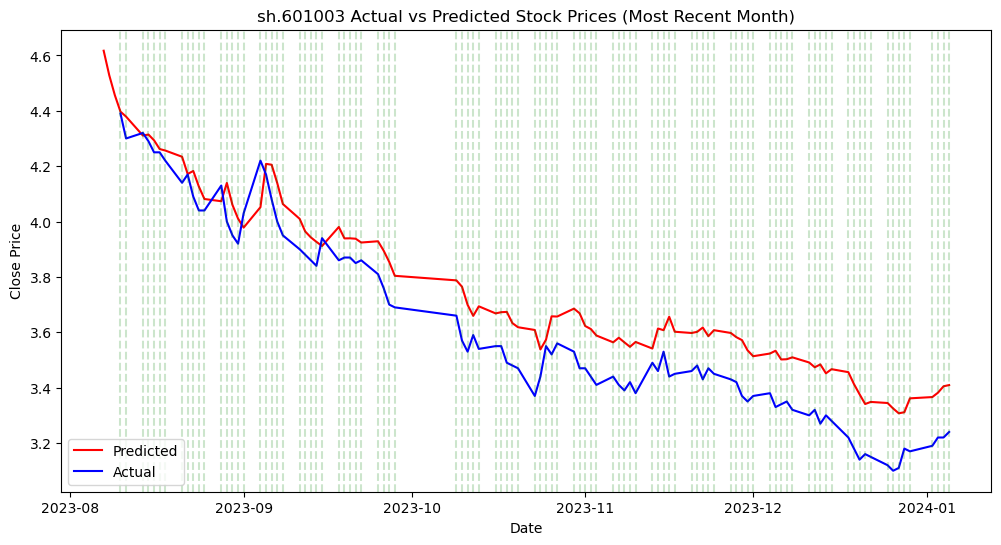 sh.601003 Actual vs Predicted Stock Prices (Most Recent Month)
Close Price
4.6
4.4
4.2
4.0
3.8
3.6
3.4
3.2
Predicted
Actual
2023-08
2023-09
2023-10
2023-11
2023-12
2024-01
Date